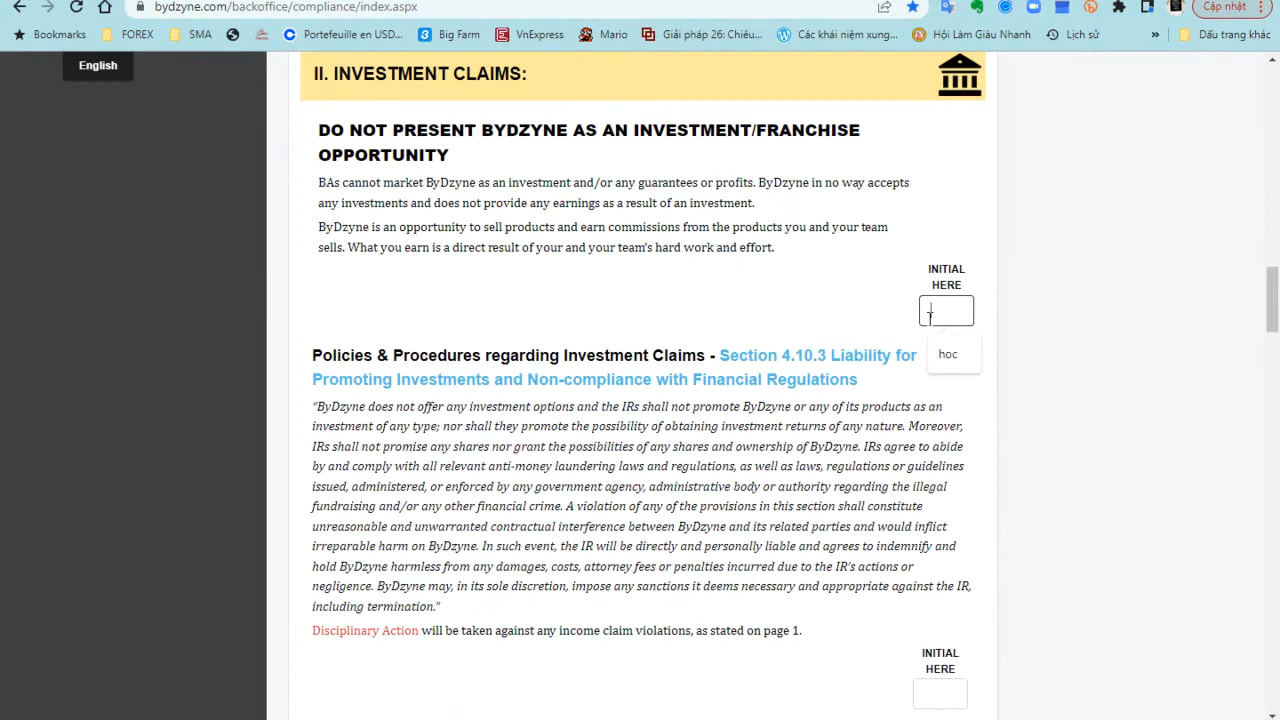 bydzyne.com/backoffice/compliance/index.aspx
Cập nhật
Bookmarks
FOREX
SMA
Portefeuille en USD...
Big Farm
VnExpress
Mario
Giải pháp 26: Chiêu...
Các khái niệm xung...
Hội Làm Giàu Nhanh
Lịch sử
»
Dấu trang khác
English
II. INVESTMENT CLAIMS:
DO NOT PRESENT BYDZYNE AS AN INVESTMENT/FRANCHISE
OPPORTUNITY
BAs cannot market ByDzyne as an investment and/or any guarantees or profits. ByDzyne in no way accepts
any investments and does not provide any earnings as a result of an investment.
ByDzyne is an opportunity to sell products and earn commissions from the products you and your team
sells. What you earn is a direct result of your and your team's hard work and effort.
INITIAL
HERE
hoc
Policies & Procedures regarding Investment Claims - Section 4.10.3 Liability for
Promoting Investments and Non-compliance with Financial Regulations
“ByDzyne does not offer any investment options and the IRs shall not promote ByDzyne or any of its products as an
investment of any type; nor shall they promote the possibility of obtaining investment returns of any nature. Moreover,
IRs shall not promise any shares nor grant the possibilities of any shares and ownership of ByDzyne. IRs agree to abide
by and comply with all relevant anti-money laundering laws and regulations, as well as laws, regulations or guidelines
issued, administered, or enforced by any government agency, administrative body or authority regarding the illegal
fundraising and/or any other financial crime. A violation of any of the provisions in this section shall constitute
unreasonable and unwarranted contractual interference between ByDzyne and its related parties and would inflict
irreparable harm on ByDzyne. In such event, the IR will be directly and personally liable and agrees to indemnify and
hold ByDzyne harmless from any damages, costs, attorney fees or penalties incurred due to the IR's actions or
negligence. ByDzyne may, in its sole discretion, impose any sanctions it deems necessary and appropriate against the IR,
including termination.”
Disciplinary Action will be taken against any income claim violations, as stated on page 1.
INITIAL
HERE